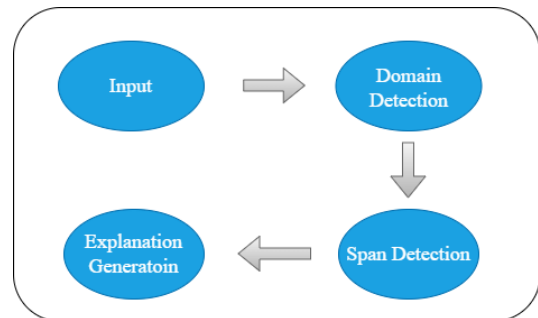 Input
Domain
Detection
Span Detection
Explanation
Generatoin